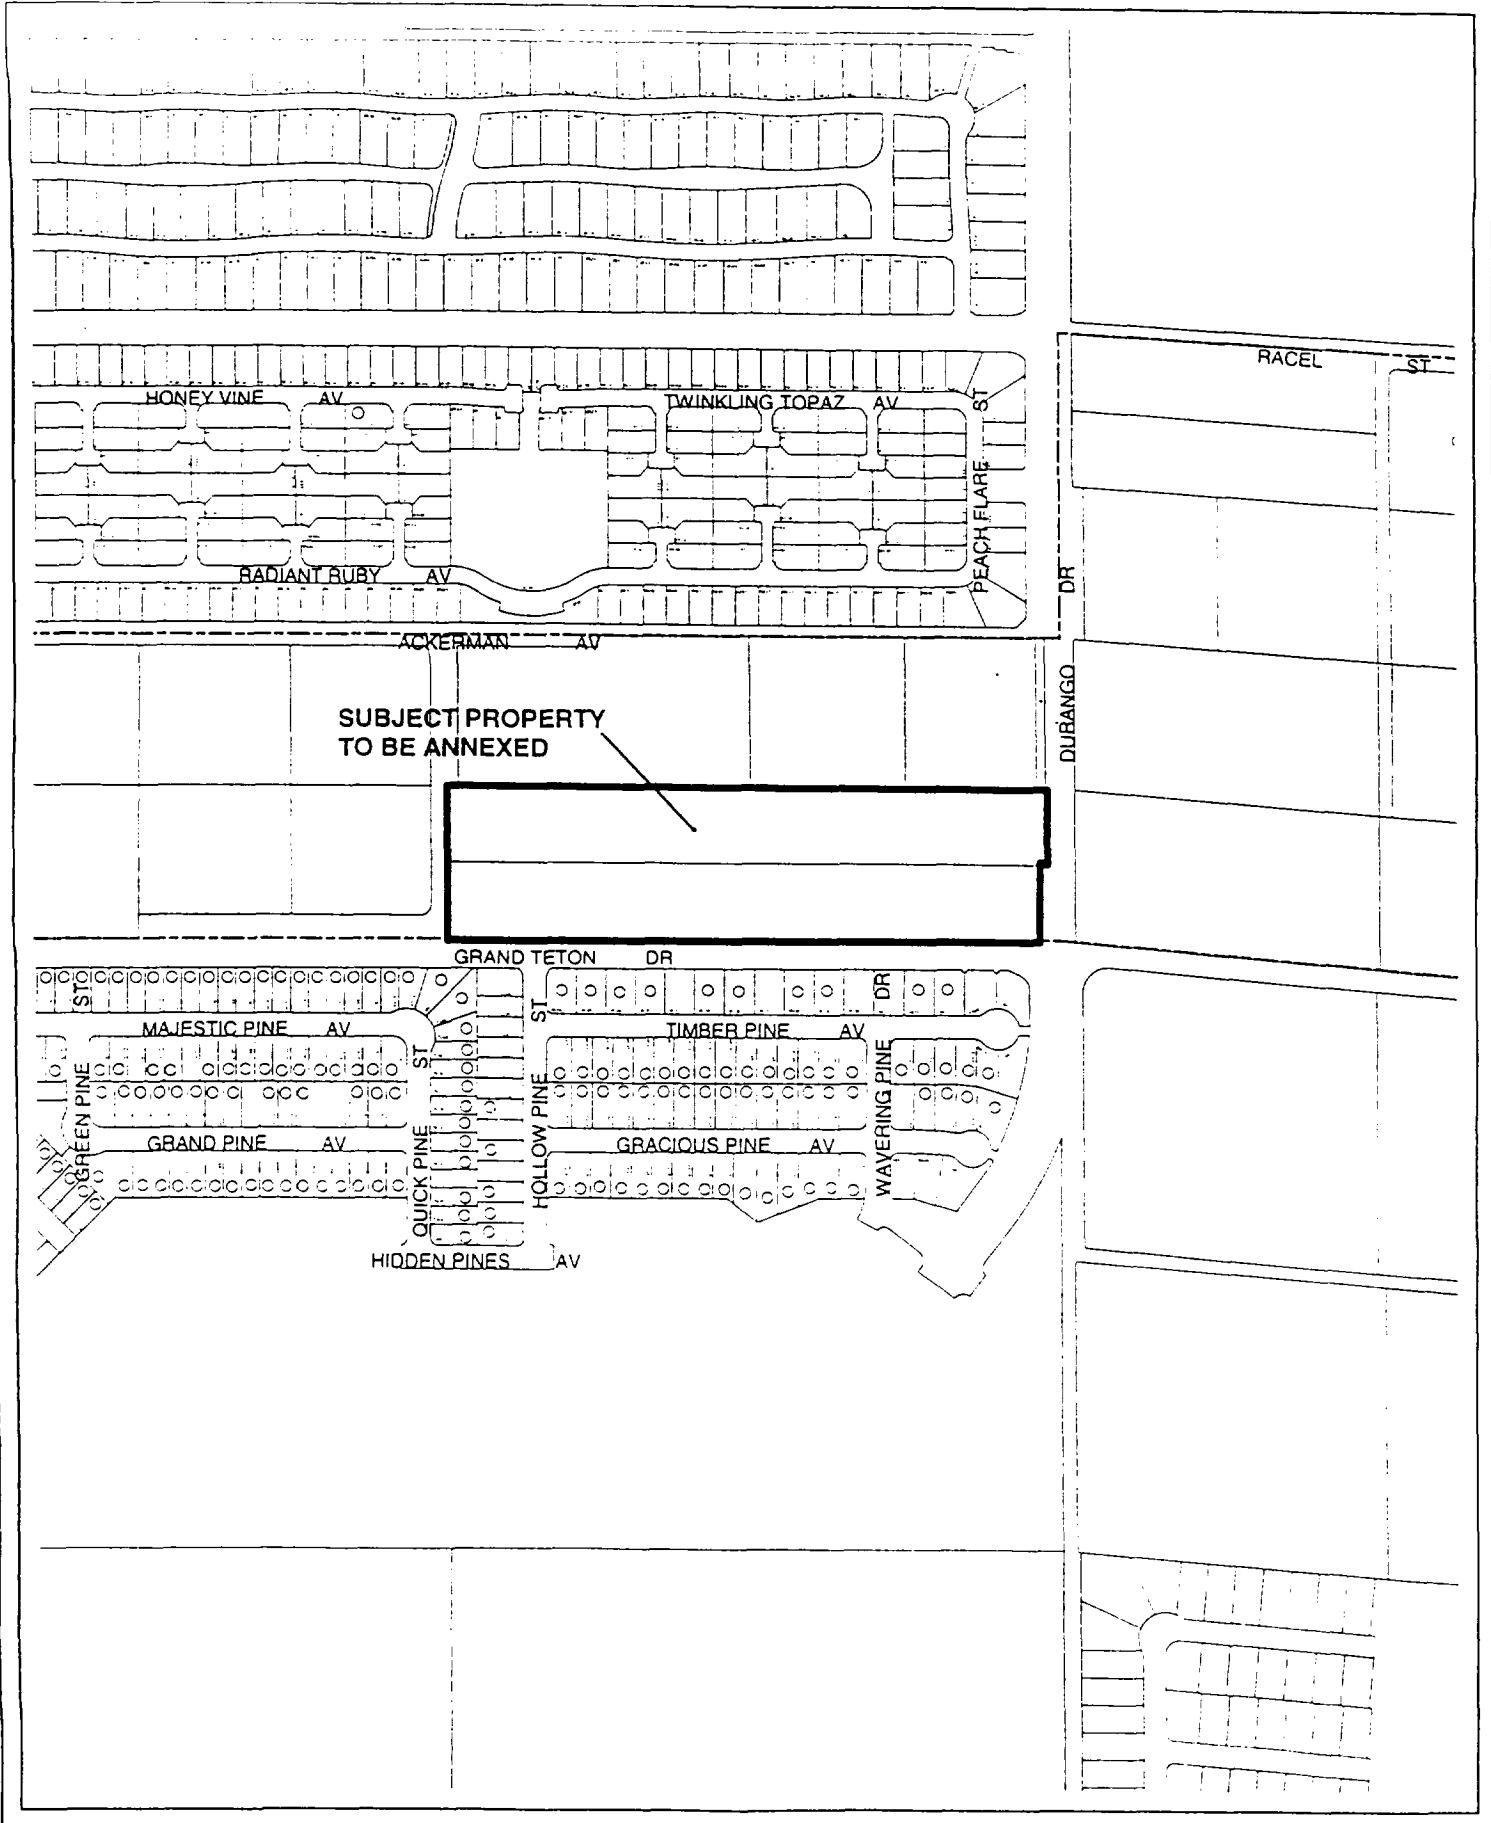 RACEL ST
HONEY VINE AV
TWINKLING TOPAZ AV
PEACH FLARE ST
RADIANT RUBY AV
ACKERMAN AV
DURANGO DR
SUBJECT PROPERTY
TO BE ANNEXED
GRAND TETON DR
MAJESTIC PINE AV
TIMBER PINE AV
GREEN PINE ST
QUICK PINE ST
HOLLOW PINE ST
WAVERING PINE DR
GRAND PINE AV
GRACIOUS PINE AV
HIDDEN PINES AV